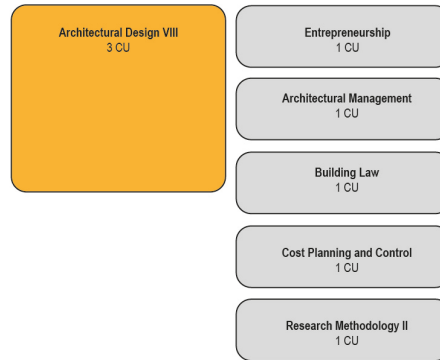 Architectural Design VIII
3 CU
Entrepreneurship
1 CU
Architectural Management
1 CU
Building Law
1 CU
Cost Planning and Control
1 CU
Research Methodology II
1 CU